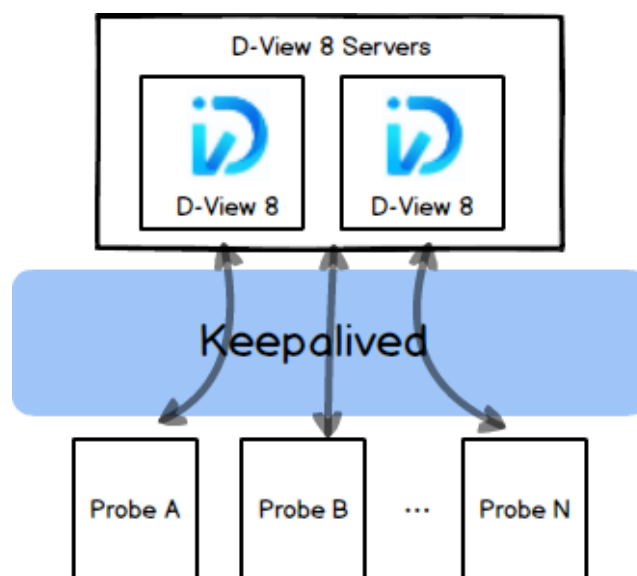 D-View 8 Servers
D-View 8
D-View 8
Keepalived
Probe A
Probe B
...
Probe N